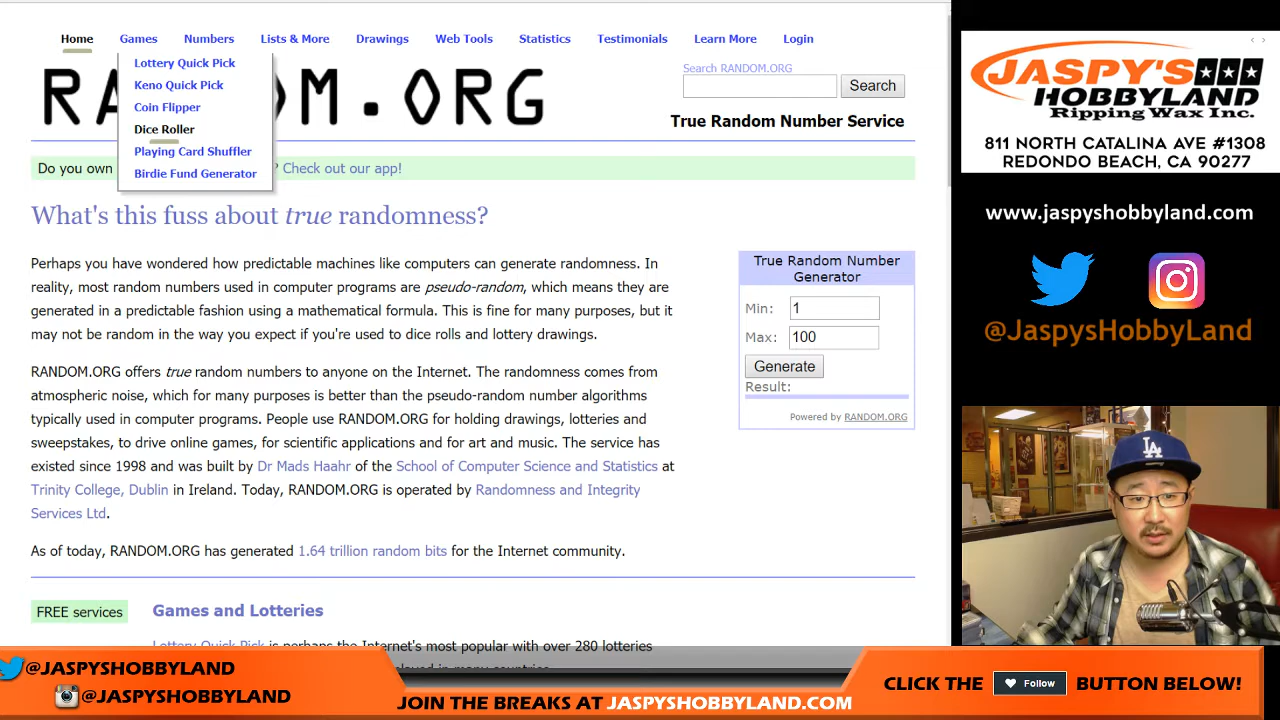 Home Games Numbers Lists & More Drawings Web Tools Statistics Testimonials Learn More Login
Lottery Quick Pick
Keno Quick Pick
Coin Flipper
Dice Roller
Playing Card Shuffler
Birdie Fund Generator
Search RANDOM.ORG
Search
True Random Number Service
Do you own
? Check out our app!
What's this fuss about true randomness?
Perhaps you have wondered how predictable machines like computers can generate randomness. In
reality, most random numbers used in computer programs are pseudo-random, which means they are
generated in a predictable fashion using a mathematical formula. This is fine for many purposes, but it
may not be random in the way you expect if you're used to dice rolls and lottery drawings.
RANDOM.ORG offers true random numbers to anyone on the Internet. The randomness comes from
atmospheric noise, which for many purposes is better than the pseudo-random number algorithms
typically used in computer programs. People use RANDOM.ORG for holding drawings, lotteries and
sweepstakes, to drive online games, for scientific applications and for art and music. The service has
existed since 1998 and was built by Dr Mads Haahr of the School of Computer Science and Statistics at
Trinity College, Dublin in Ireland. Today, RANDOM.ORG is operated by Randomness and Integrity
Services Ltd.
As of today, RANDOM.ORG has generated 1.64 trillion random bits for the Internet community.
True Random Number
Generator
Min: 1
Max: 100
Generate
Result:
Powered by RANDOM.ORG
FREE services
Games and Lotteries
Lottery Quick Pick is perhaps the Internet's most popular with over 280 lotteries
JASPY'S
HOBBYLAND
Ripping Wax Inc.
811 NORTH CATALINA AVE #1308
REDONDO BEACH, CA 90277
www.jaspyshobbyland.com
@JaspysHobbyLand
LA
@JASPYSHOBBYLAND
@JASPYSHOBBYLAND
JOIN THE BREAKS AT JASPYSHOBBYLAND.COM
CLICK THE Follow BUTTON BELOW!